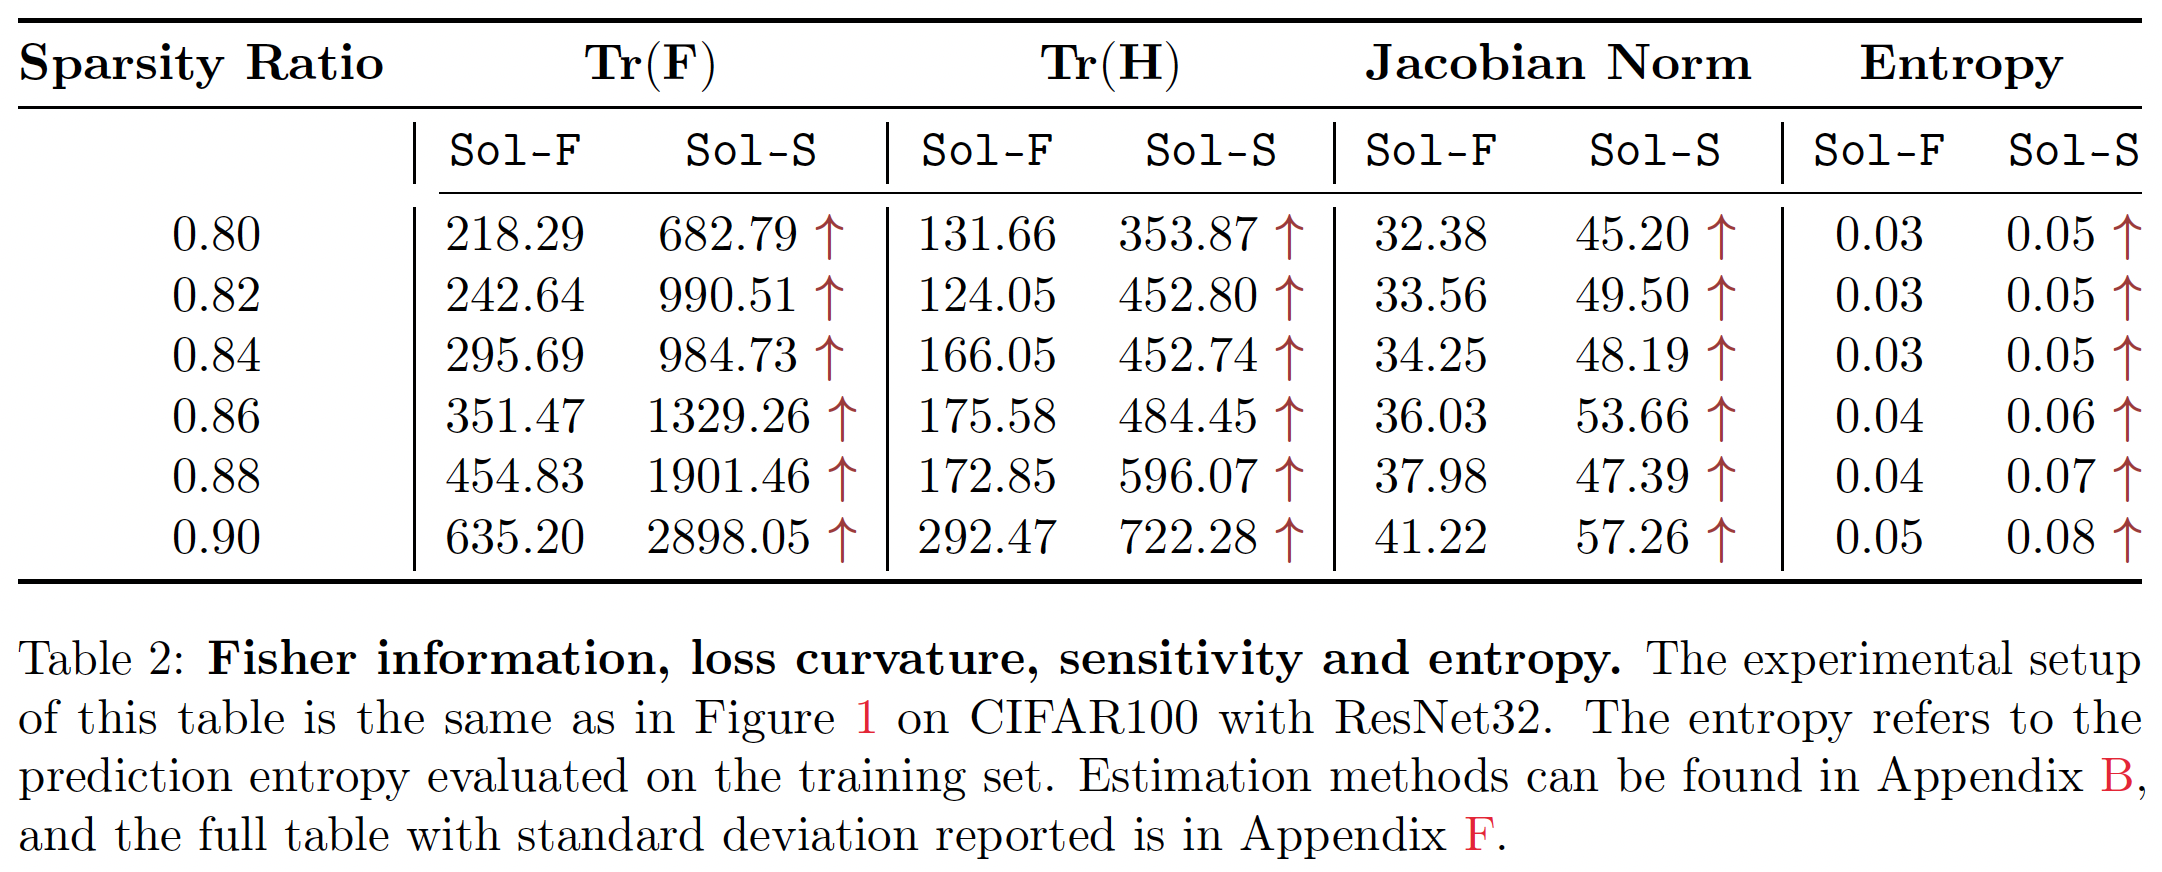 Sparsity Ratio Tr(F) Tr(H) Jacobian Norm Entropy
Sol-F Sol-S Sol-F Sol-S Sol-F Sol-S Sol-F Sol-S
0.80 218.29 682.79 ↑ 131.66 353.87 ↑ 32.38 45.20 ↑ 0.03 0.05 ↑
0.82 242.64 990.51 ↑ 124.05 452.80 ↑ 33.56 49.50 ↑ 0.03 0.05 ↑
0.84 295.69 984.73 ↑ 166.05 452.74 ↑ 34.25 48.19 ↑ 0.03 0.05 ↑
0.86 351.47 1329.26 ↑ 175.58 484.45 ↑ 36.03 53.66 ↑ 0.04 0.06 ↑
0.88 454.83 1901.46 ↑ 172.85 596.07 ↑ 37.98 47.39 ↑ 0.04 0.07 ↑
0.90 635.20 2898.05 ↑ 292.47 722.28 ↑ 41.22 57.26 ↑ 0.05 0.08 ↑
Table 2: Fisher information, loss curvature, sensitivity and entropy. The experimental setup
of this table is the same as in Figure 1 on CIFAR100 with ResNet32. The entropy refers to the
prediction entropy evaluated on the training set. Estimation methods can be found in Appendix B,
and the full table with standard deviation reported is in Appendix F.